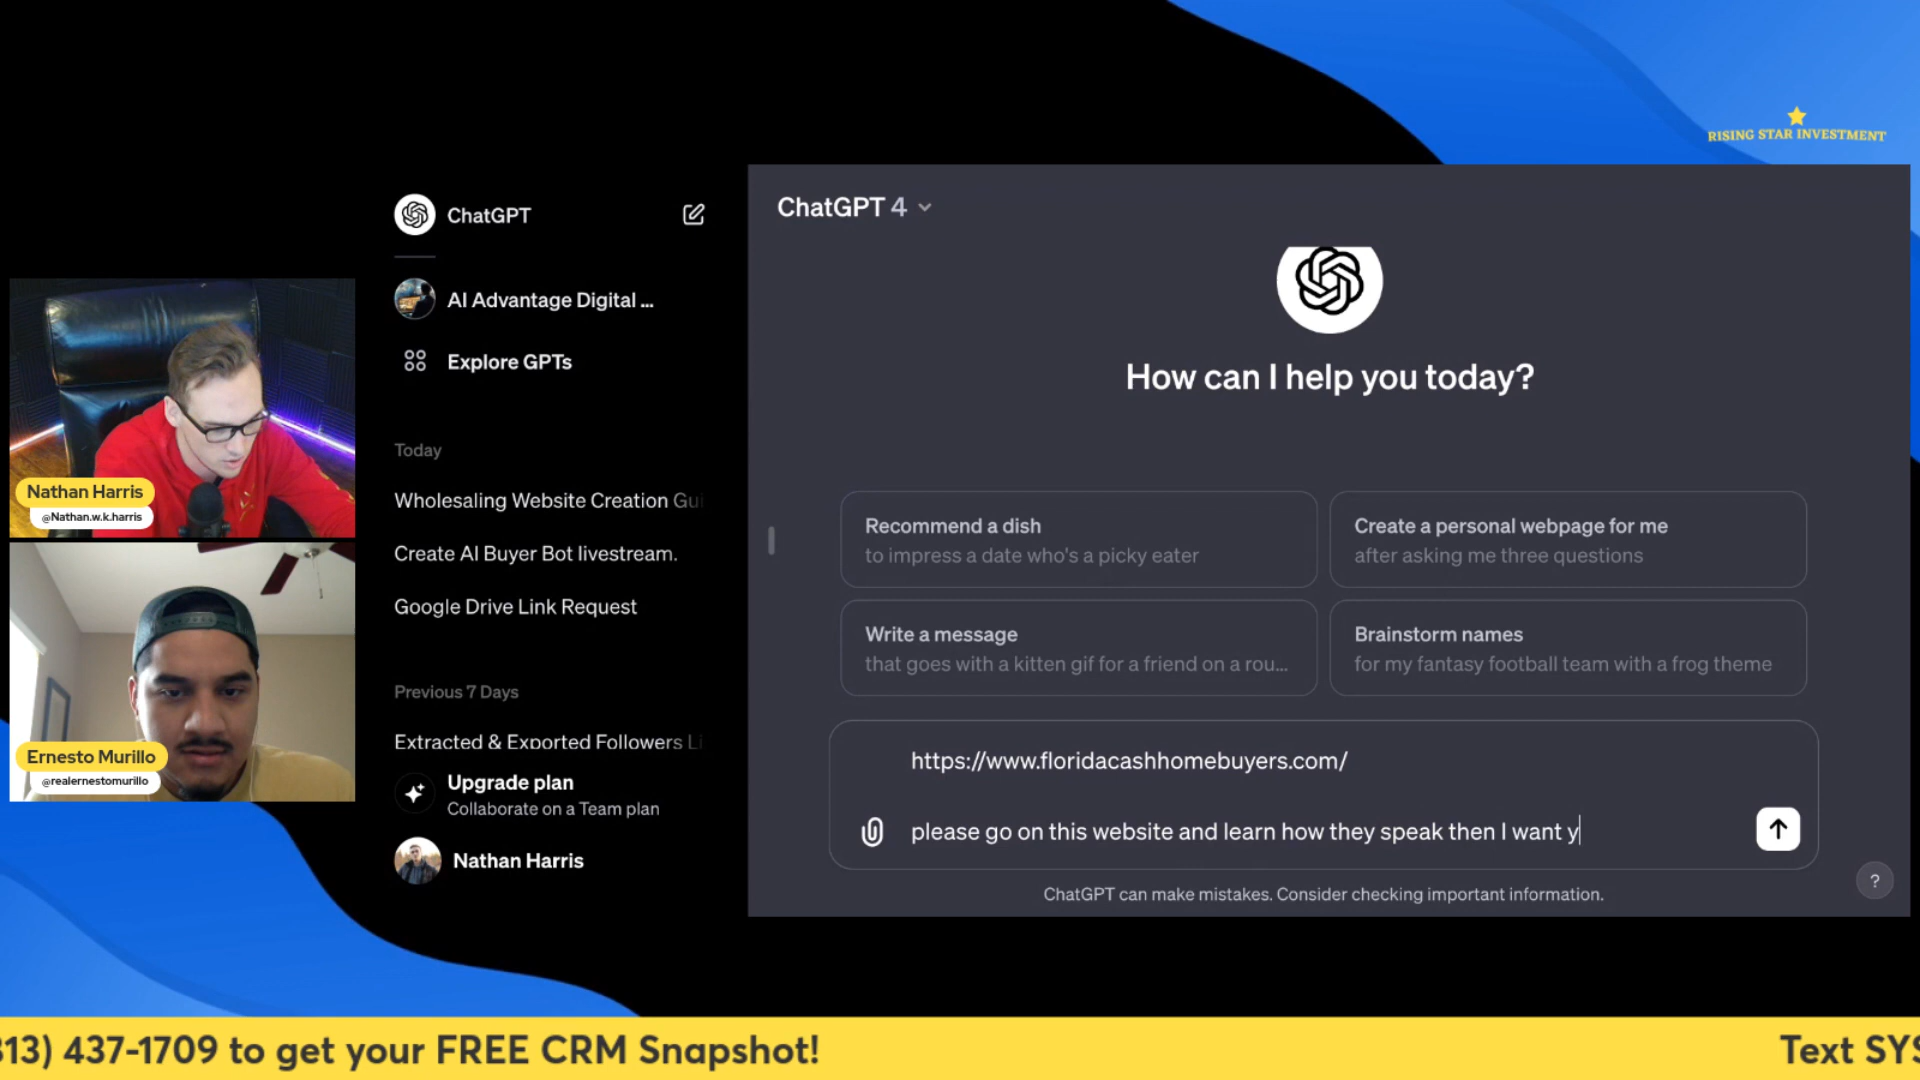 RISING STAR INVESTMENT
ChatGPT
AI Advantage Digital ...
Explore GPTs
Today
Wholesaling Website Creation Gui
Create AI Buyer Bot livestream.
Google Drive Link Request
Previous 7 Days
Extracted & Exported Followers Li
Upgrade plan
Collaborate on a Team plan
Nathan Harris
Nathan Harris
@Nathan.w.k.harris
Ernesto Murillo
@realernestomurillo
ChatGPT 4
How can I help you today?
Recommend a dish
to impress a date who's a picky eater
Create a personal webpage for me
after asking me three questions
Write a message
that goes with a kitten gif for a friend on a rou...
Brainstorm names
for my fantasy football team with a frog theme
https://www.floridacashhomebuyers.com/
please go on this website and learn how they speak then I want y
ChatGPT can make mistakes. Consider checking important information.
?
313) 437-1709 to get your FREE CRM Snapshot!
Text SYS